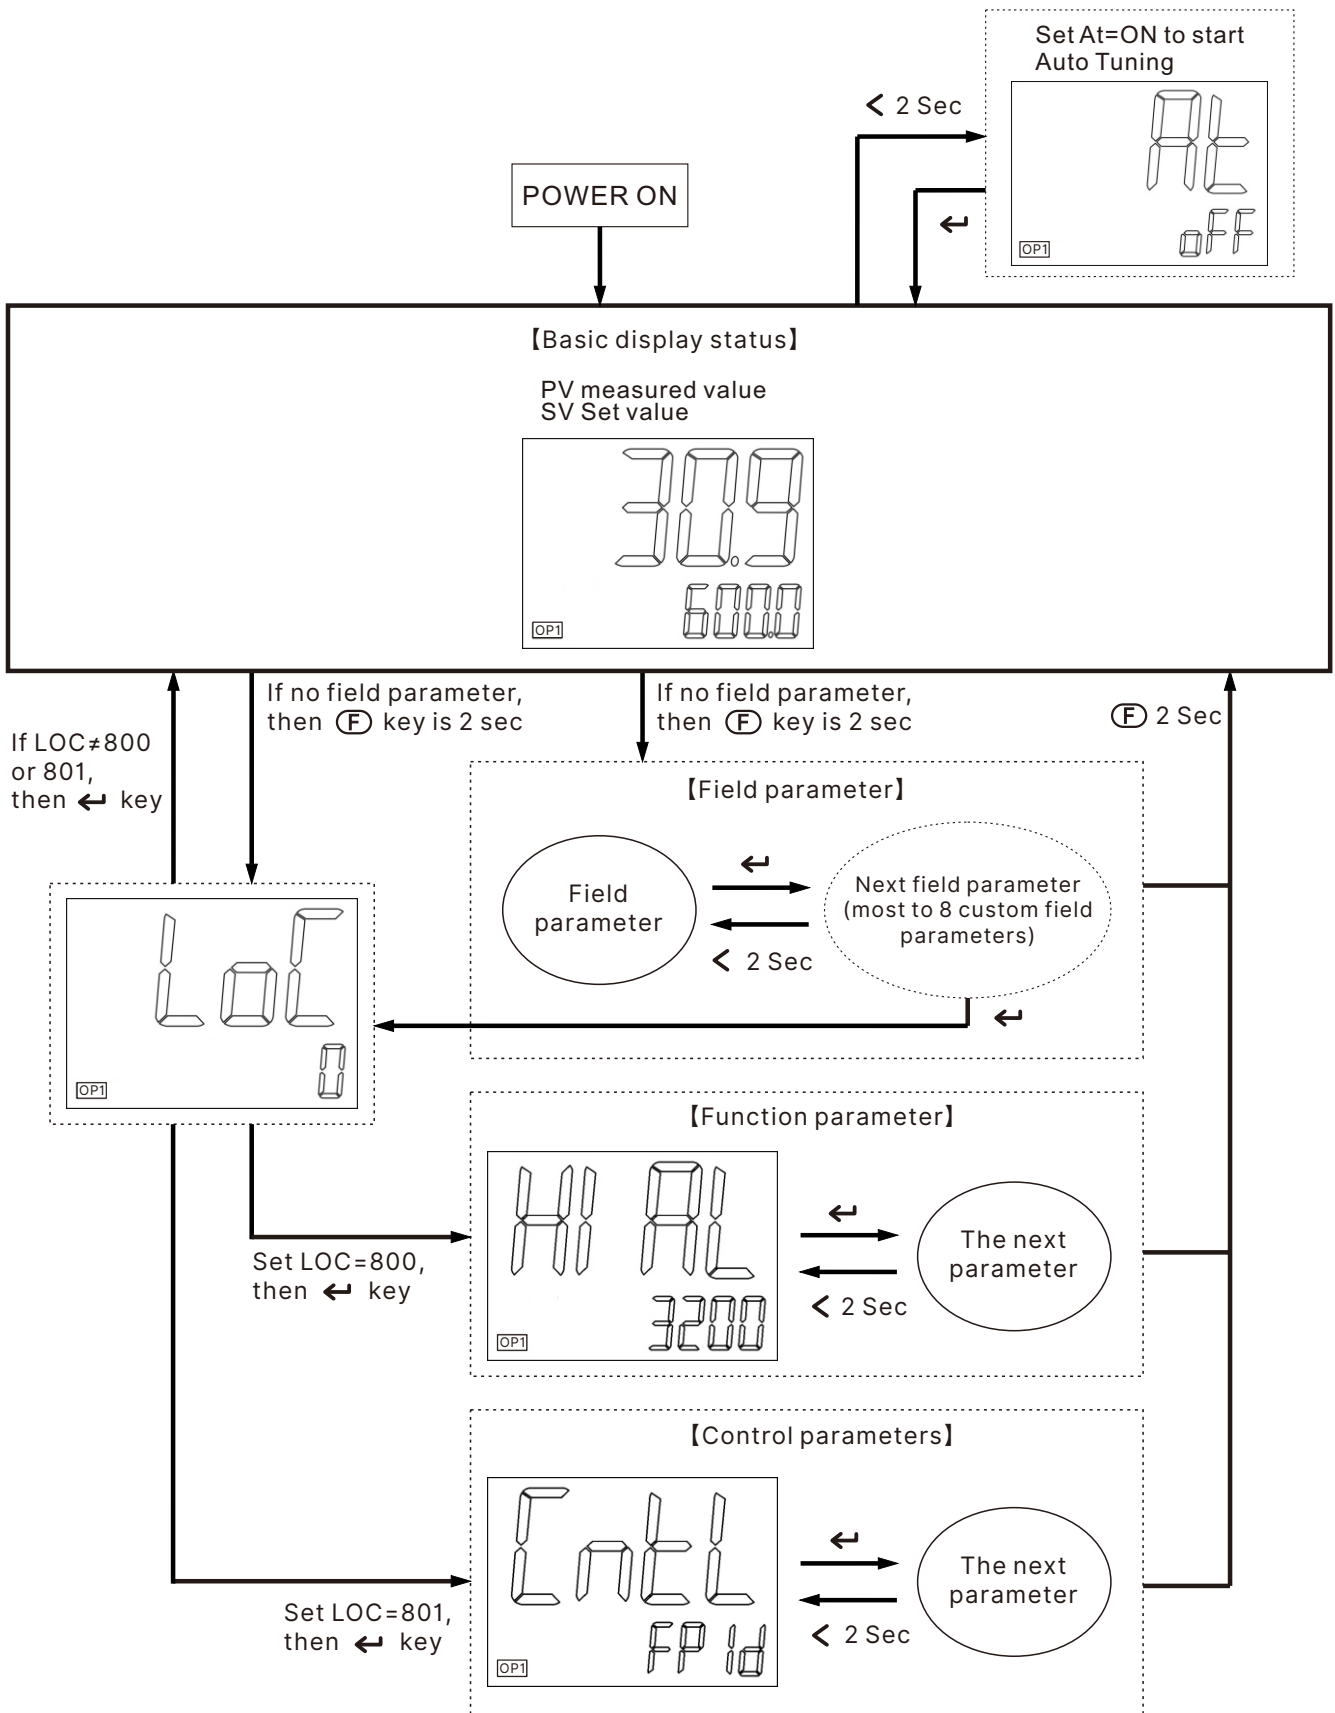 Set At=ON to start
Auto Tuning
At
oFF
OP1
< 2 Sec
↵
POWER ON
【Basic display status】
PV measured value
SV Set value
30.9
600.0
OP1
If no field parameter,
then Ⓕ key is 2 sec
If no field parameter,
then Ⓕ key is 2 sec
Ⓕ 2 Sec
If LOC≠800
or 801,
then ↵ key
【Field parameter】
Field
parameter
↵
< 2 Sec
Next field parameter
(most to 8 custom field
parameters)
↵
LoC
0
OP1
【Function parameter】
HI AL
3200
OP1
↵
< 2 Sec
The next
parameter
Set LOC=800,
then ↵ key
【Control parameters】
CntL
FPId
OP1
↵
< 2 Sec
The next
parameter
Set LOC=801,
then ↵ key